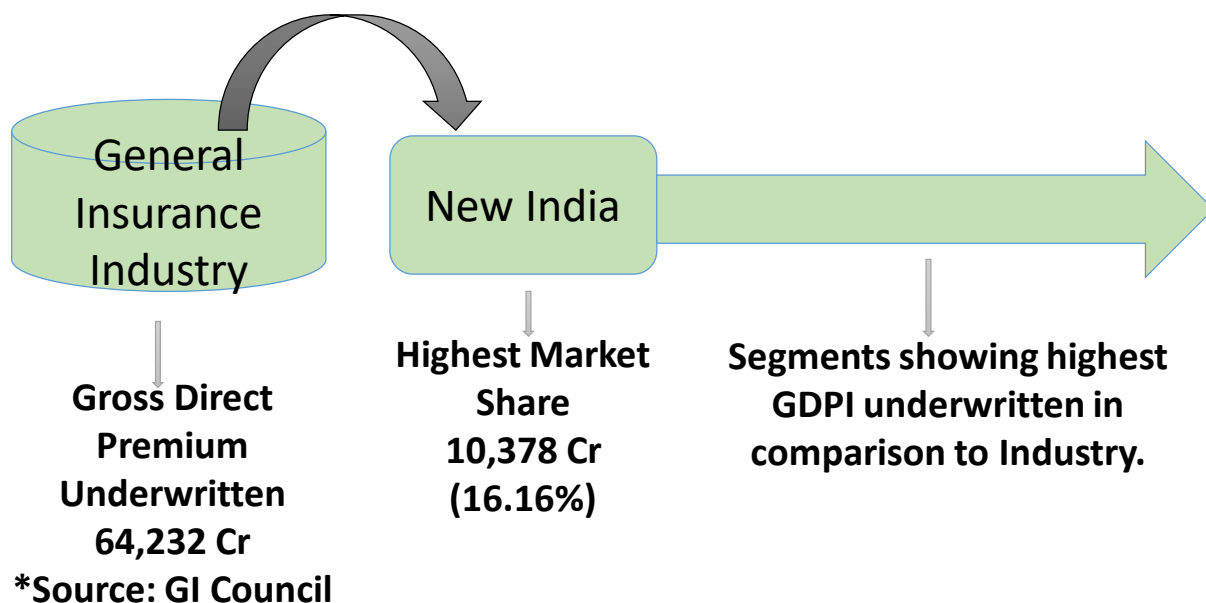 General
Insurance
Industry
New India
Gross Direct
Premium
Underwritten
64,232 Cr
*Source: GI Council
Highest Market
Share
10,378 Cr
(16.16%)
Segments showing highest
GDPI underwritten in
comparison to Industry.